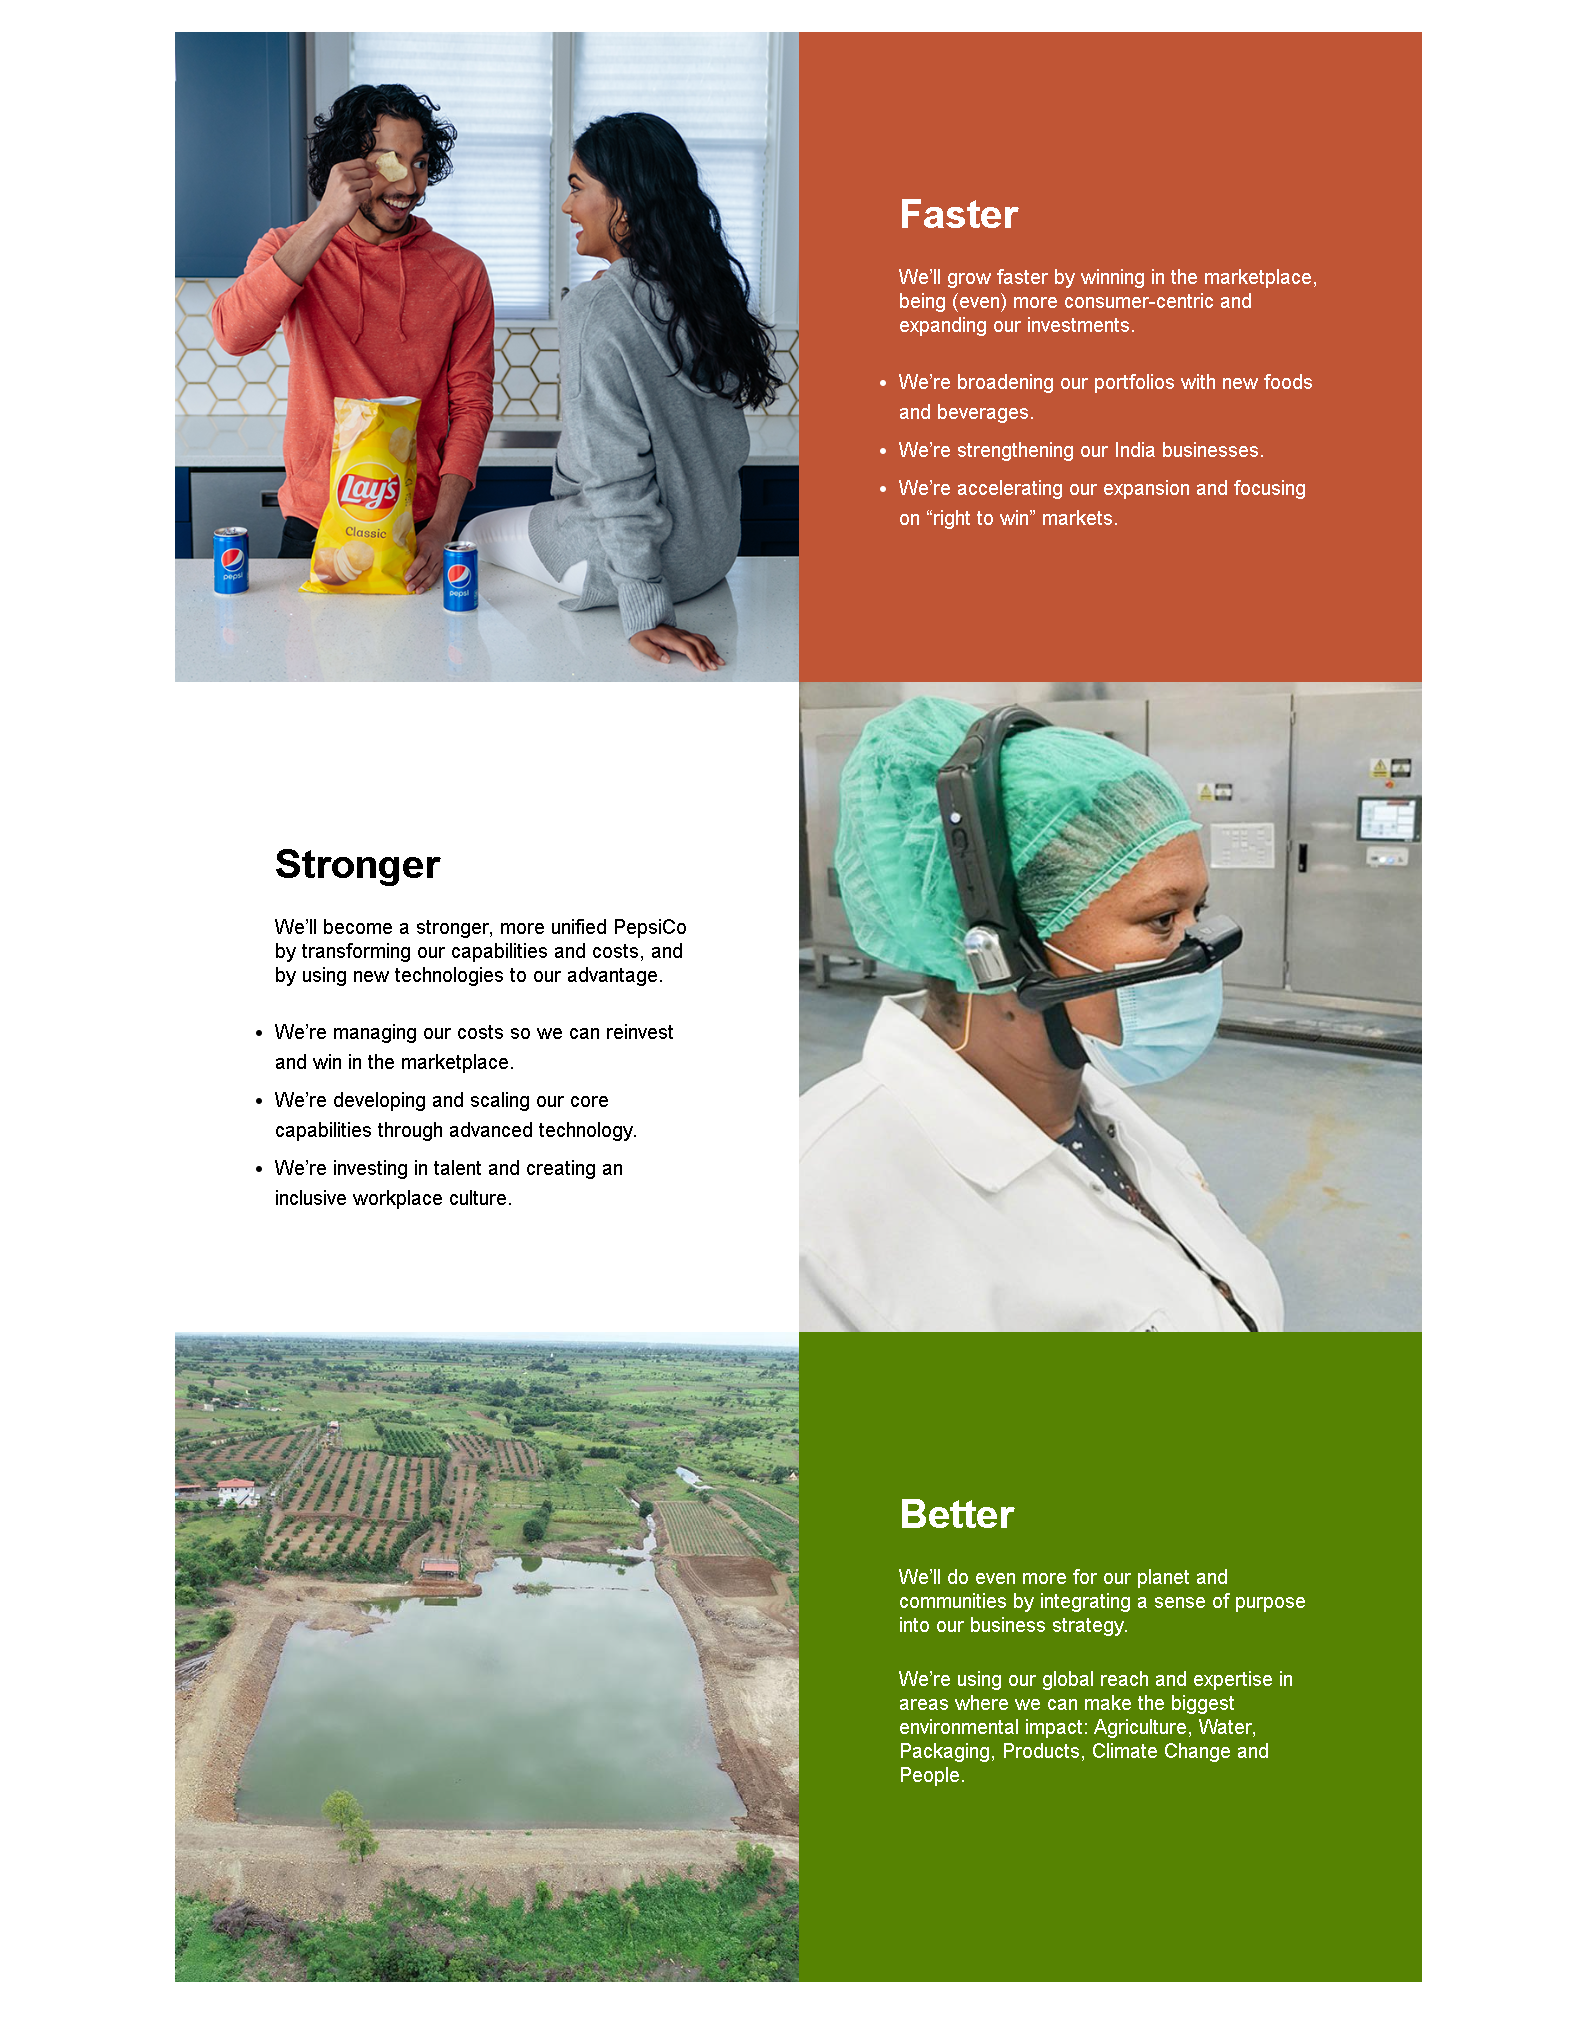 Lay's
Classic
pepsi
pepsi
Faster
We’ll grow faster by winning in the marketplace,
being (even) more consumer-centric and
expanding our investments.
• We’re broadening our portfolios with new foods
and beverages.
• We’re strengthening our India businesses.
• We’re accelerating our expansion and focusing
on “right to win” markets.
Stronger
We’ll become a stronger, more unified PepsiCo
by transforming our capabilities and costs, and
by using new technologies to our advantage.
• We’re managing our costs so we can reinvest
and win in the marketplace.
• We’re developing and scaling our core
capabilities through advanced technology.
• We’re investing in talent and creating an
inclusive workplace culture.
Better
We’ll do even more for our planet and
communities by integrating a sense of purpose
into our business strategy.
We’re using our global reach and expertise in
areas where we can make the biggest
environmental impact: Agriculture, Water,
Packaging, Products, Climate Change and
People.